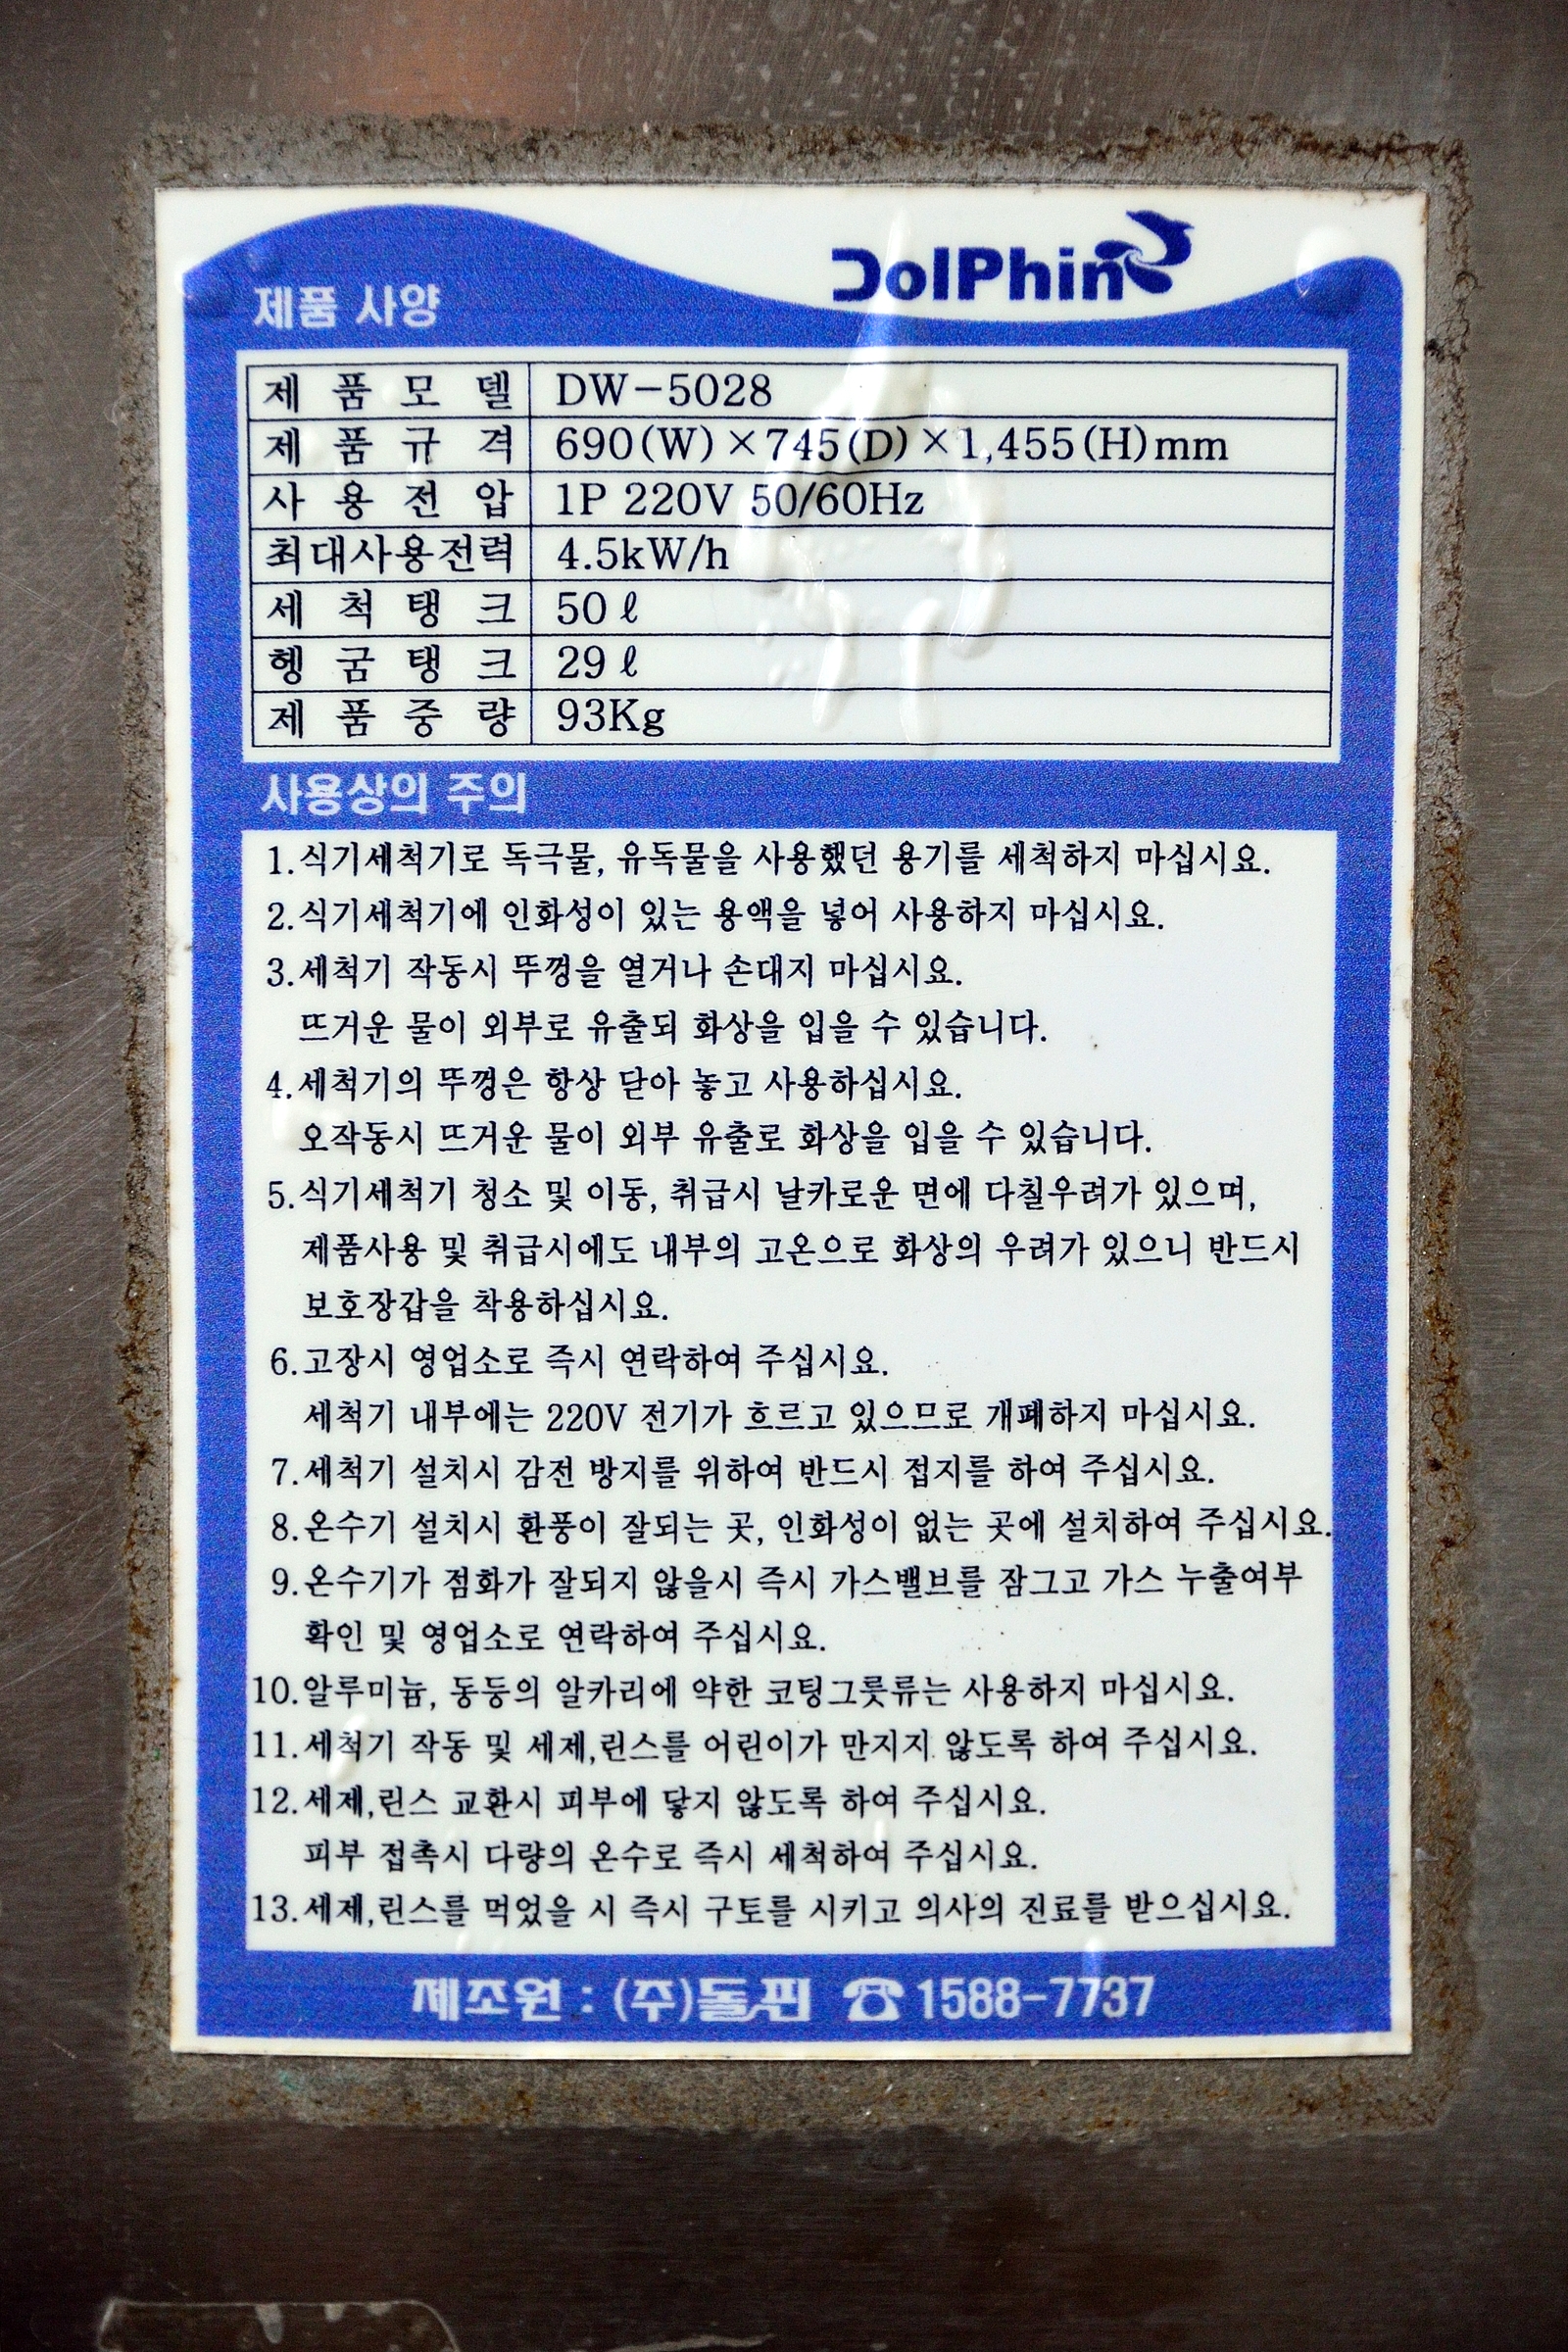 DolPhin
제품 사양
제품모델 DW-5028
제품규격 690(W)×745(D)×1,455(H)mm
사용전압 1P 220V 50/60Hz
최대사용전력 4.5kW/h
세척탱크 50ℓ
헹굼탱크 29ℓ
제품중량 93Kg
사용상의 주의
1.식기세척기로 독극물, 유독물을 사용했던 용기를 세척하지 마십시요.
2.식기세척기에 인화성이 있는 용액을 넣어 사용하지 마십시요.
3.세척기 작동시 뚜껑을 열거나 손대지 마십시요.
뜨거운 물이 외부로 유출되 화상을 입을 수 있습니다.
4.세척기의 뚜껑은 항상 닫아 놓고 사용하십시요.
오작동시 뜨거운 물이 외부 유출로 화상을 입을 수 있습니다.
5.식기세척기 청소 및 이동, 취급시 날카로운 면에 다칠우려가 있으며,
제품사용 및 취급시에도 내부의 고온으로 화상의 우려가 있으니 반드시
보호장갑을 착용하십시요.
6.고장시 영업소로 즉시 연락하여 주십시요.
세척기 내부에는 220V 전기가 흐르고 있으므로 개폐하지 마십시요.
7.세척기 설치시 감전 방지를 위하여 반드시 접지를 하여 주십시요.
8.온수기 설치시 환풍이 잘되는 곳, 인화성이 없는 곳에 설치하여 주십시요.
9.온수기가 점화가 잘되지 않을시 즉시 가스밸브를 잠그고 가스 누출여부
확인 및 영업소로 연락하여 주십시요.
10.알루미늄, 동등의 알카리에 약한 코팅그릇류는 사용하지 마십시요.
11.세척기 작동 및 세제,린스를 어린이가 만지지 않도록 하여 주십시요.
12.세제,린스 교환시 피부에 닿지 않도록 하여 주십시요.
피부 접촉시 다량의 온수로 즉시 세척하여 주십시요.
13.세제,린스를 먹었을 시 즉시 구토를 시키고 의사의 진료를 받으십시요.
제조원 : (주)돌핀 ☎1588-7737